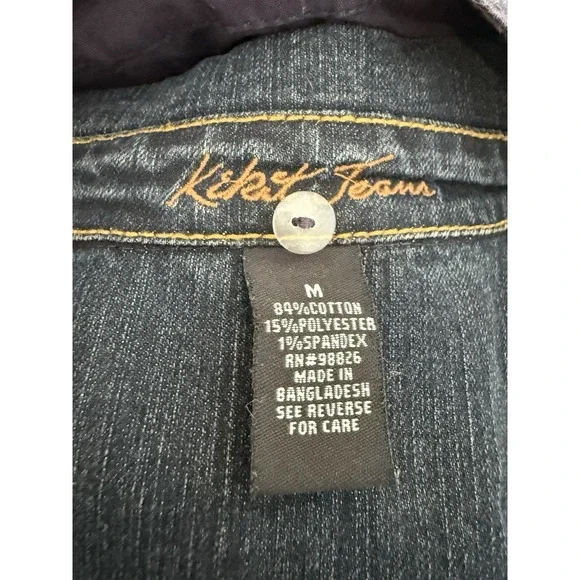 Kikit Jeans
M
84%COTTON
15%POLYESTER
1%SPANDEX
RN#98826
MADE IN
BANGLADESH
SEE REVERSE
FOR CARE